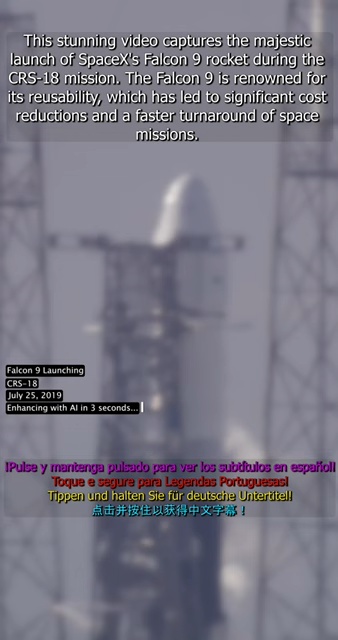 This stunning video captures the majestic
launch of SpaceX's Falcon 9 rocket during the
CRS-18 mission. The Falcon 9 is renowned for
its reusability, which has led to significant cost
reductions and a faster turnaround of space
missions.
Falcon 9 Launching
CRS-18
July 25, 2019
Enhancing with AI in 3 seconds...
¡Pulse y mantenga pulsado para ver los subtítulos en español!
Toque e segure para Legendas Portuguesas!
Tippen und halten Sie für deutsche Untertitel!
点击并按住以获得中文字幕！